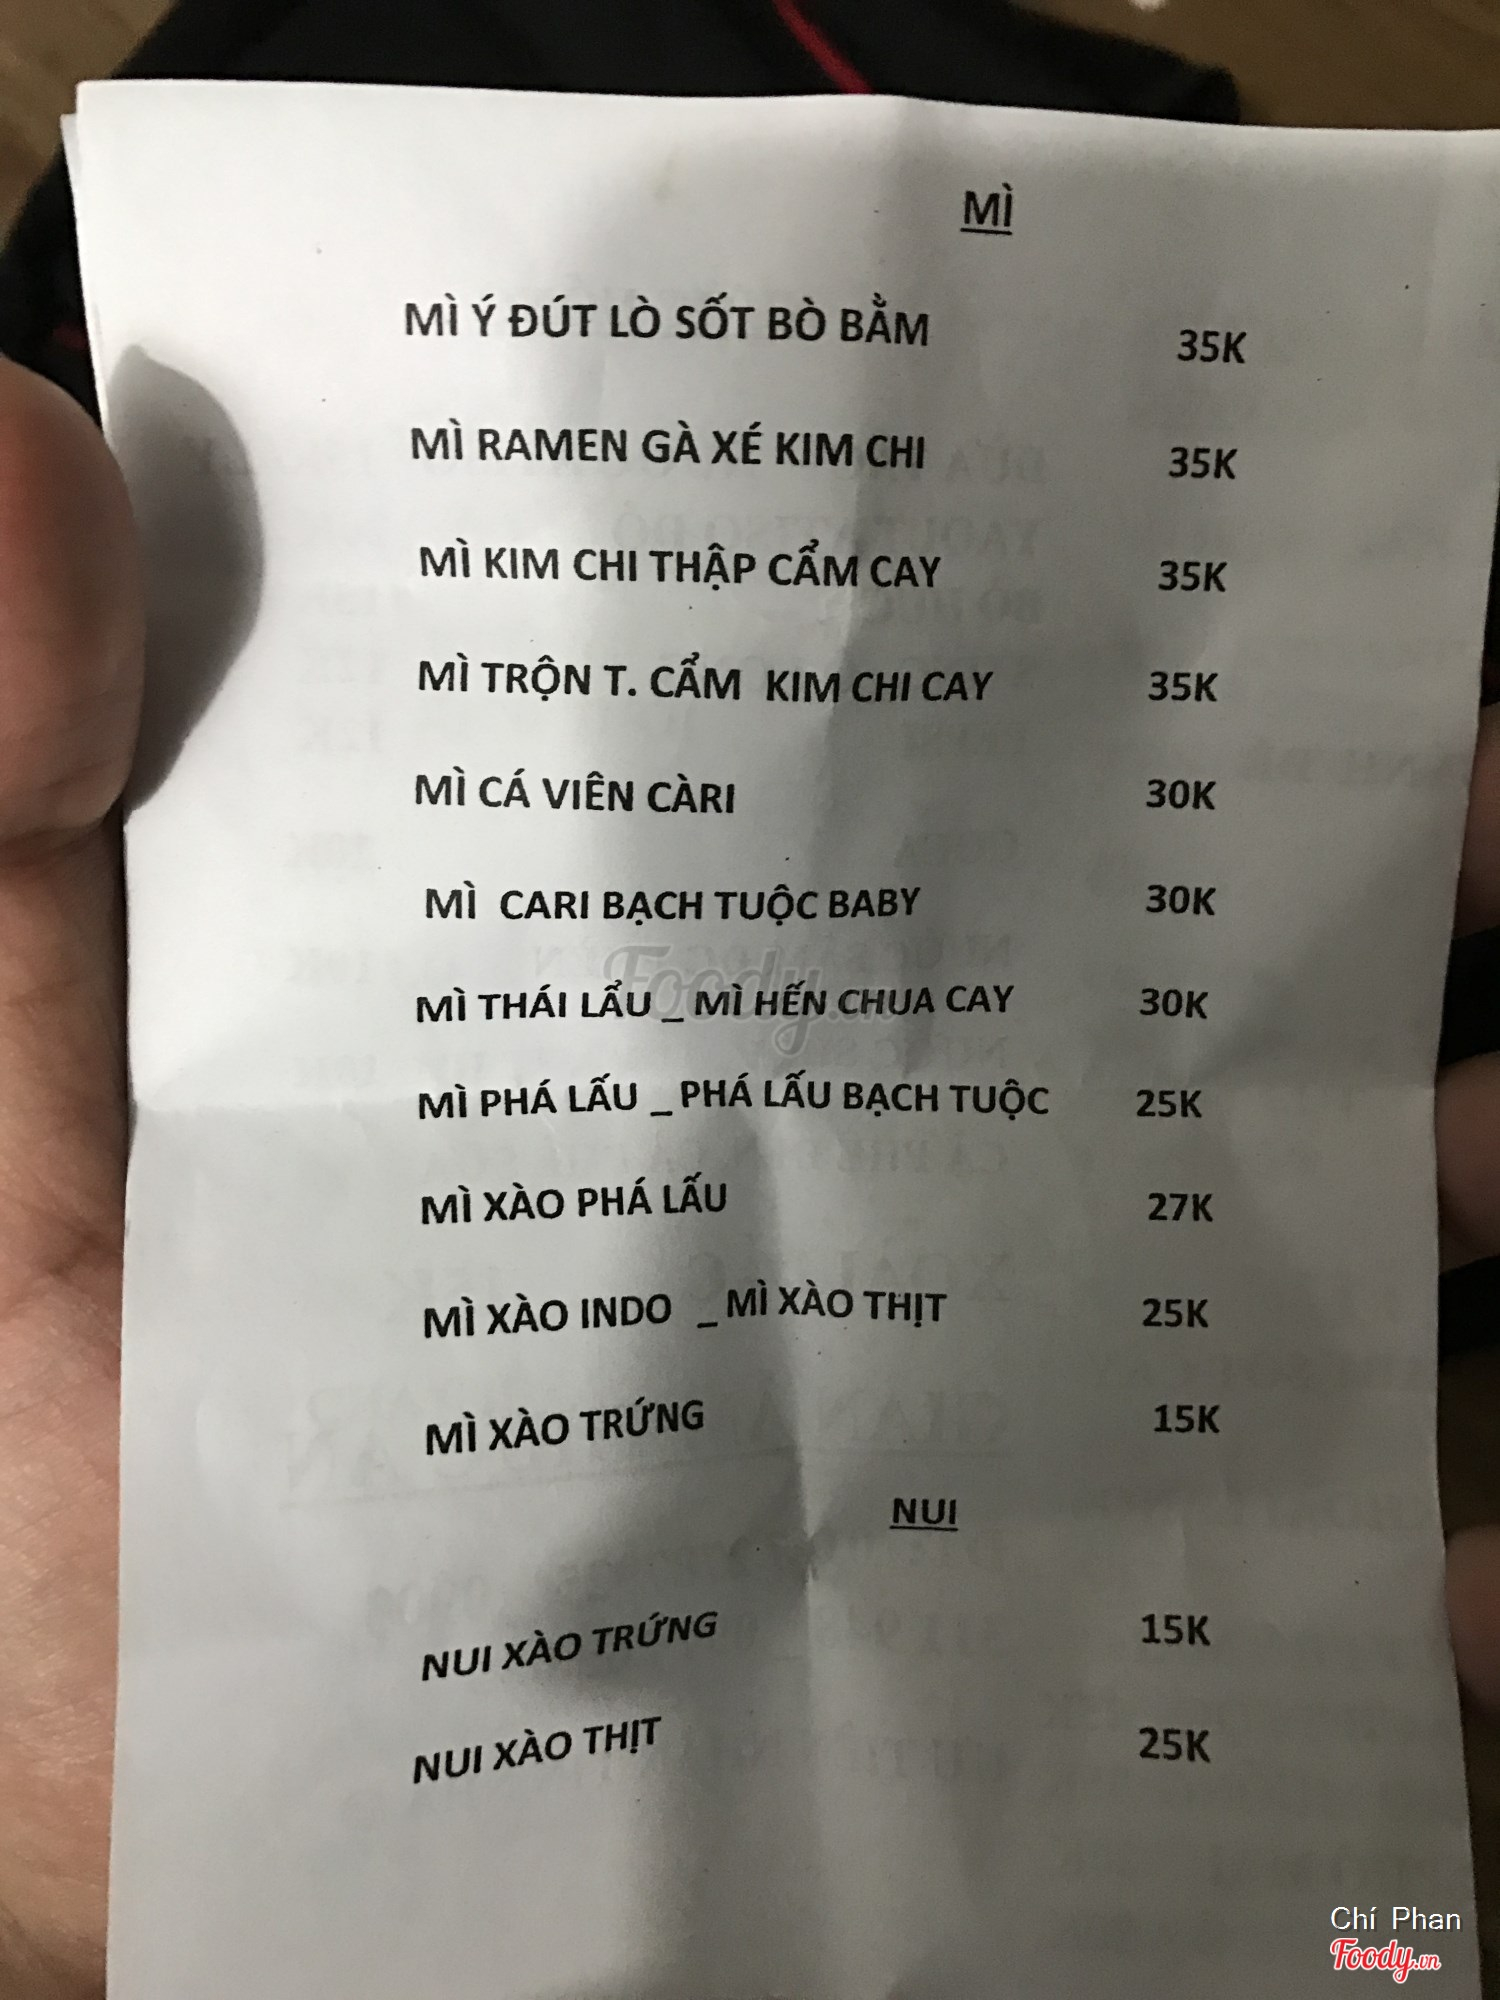 MÌ
MÌ Ý ĐÚT LÒ SỐT BÒ BẰM 35K
MÌ RAMEN GÀ XÉ KIM CHI 35K
MÌ KIM CHI THẬP CẨM CAY 35K
MÌ TRỘN T. CẨM KIM CHI CAY 35K
MÌ CÁ VIÊN CÀRI 30K
MÌ CARI BẠCH TUỘC BABY 30K
Foody.vn
MÌ THÁI LẨU _ MÌ HẾN CHUA CAY 30K
MÌ PHÁ LẤU _ PHÁ LẤU BẠCH TUỘC 25K
MÌ XÀO PHÁ LẤU 27K
MÌ XÀO INDO _ MÌ XÀO THỊT 25K
MÌ XÀO TRỨNG 15K
NUI
NUI XÀO TRỨNG 15K
NUI XÀO THỊT 25K
Chí Phan
Foody.vn